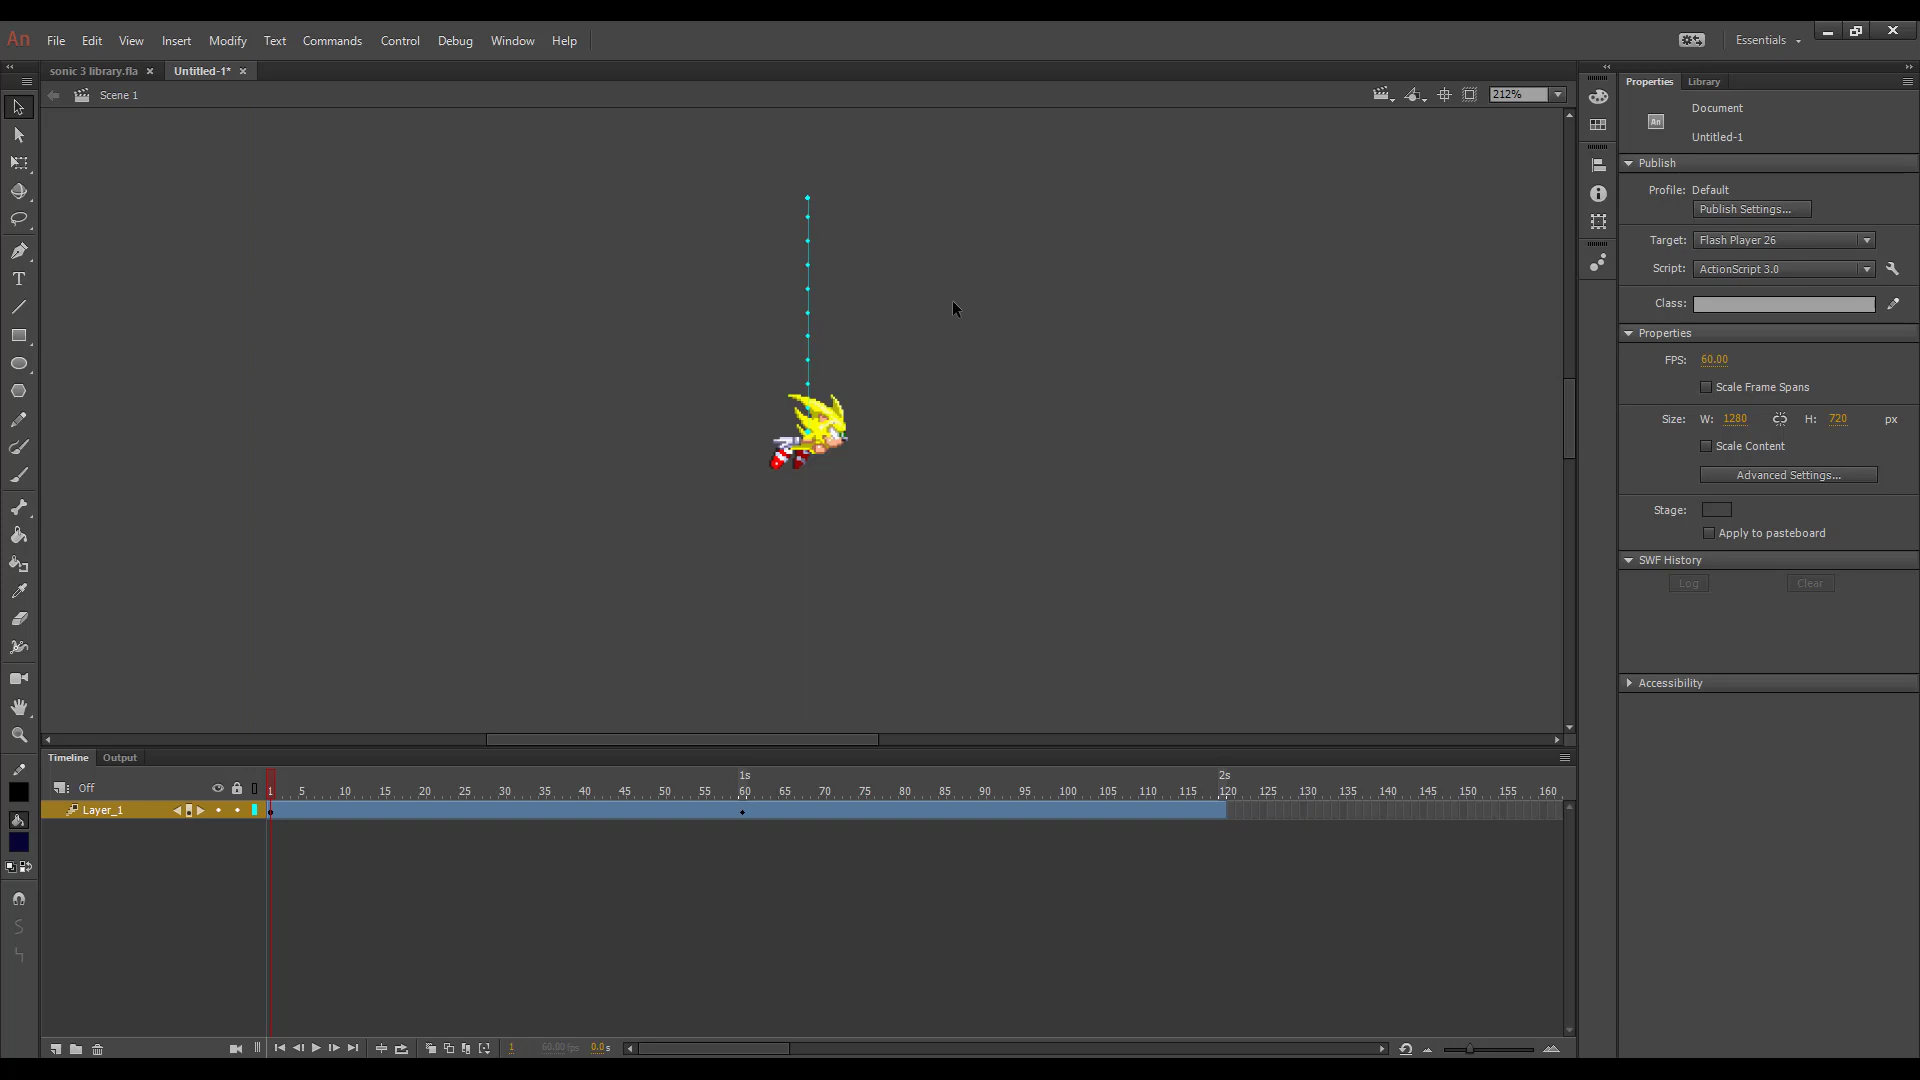 An File Edit View Insert Modify Text Commands Control Debug Window Help Essentials
sonic 3 library.fla × Untitled-1* ×
Scene 1 212%
Properties Library
Document
An
Untitled-1
Publish
Profile: Default
Publish Settings...
Target: Flash Player 26
Script: ActionScript 3.0
Class:
Properties
FPS: 60.00
Scale Frame Spans
Size: W: 1280 H: 720 px
Scale Content
Advanced Settings...
Stage:
Apply to pasteboard
SWF History
Log Clear
Accessibility
T
Timeline Output
1s 2s
Off 1 5 10 15 20 25 30 35 40 45 50 55 60 65 70 75 80 85 90 95 100 105 110 115 120 125 130 135 140 145 150 155 160
Layer_1
1 60.00 fps 0.0 s